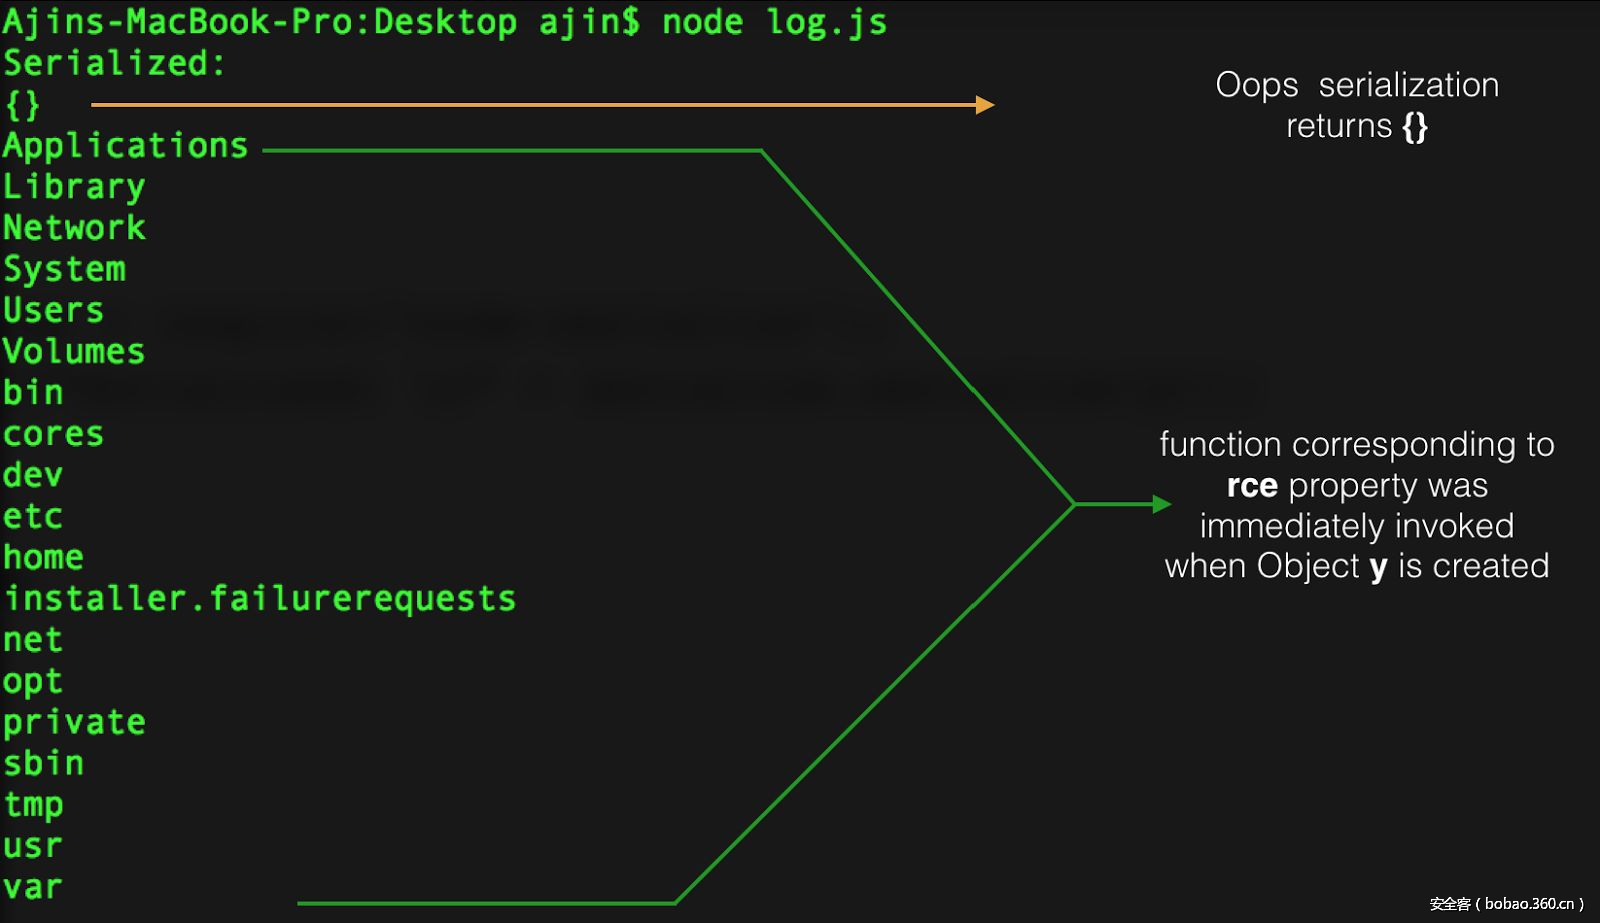 Ajins-MacBook-Pro:Desktop ajin$ node log.js
Serialized:
{}
Applications
Library
Network
System
Users
Volumes
bin
cores
dev
etc
home
installer.failurerequests
net
opt
private
sbin
tmp
usr
var
Oops serialization
returns {}
function corresponding to
rce property was
immediately invoked
when Object y is created
安全客 ( bobao.360.cn )